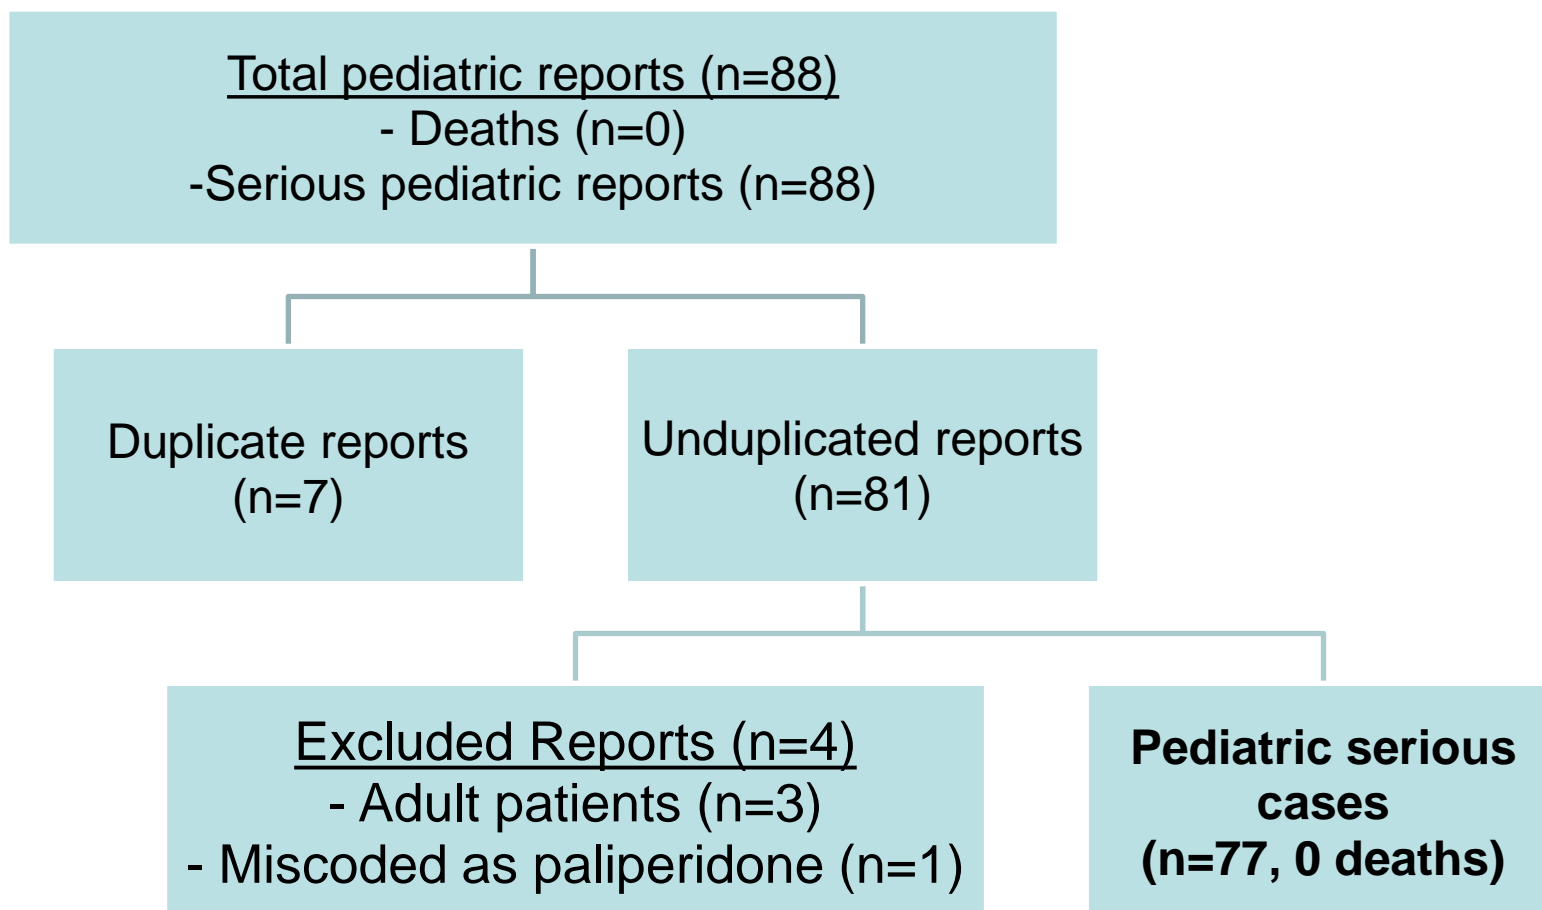 Total pediatric reports (n=88)
- Deaths (n=0)
-Serious pediatric reports (n=88)
Duplicate reports
(n=7)
Unduplicated reports
(n=81)
Excluded Reports (n=4)
- Adult patients (n=3)
- Miscoded as paliperidone (n=1)
Pediatric serious
cases
(n=77, 0 deaths)